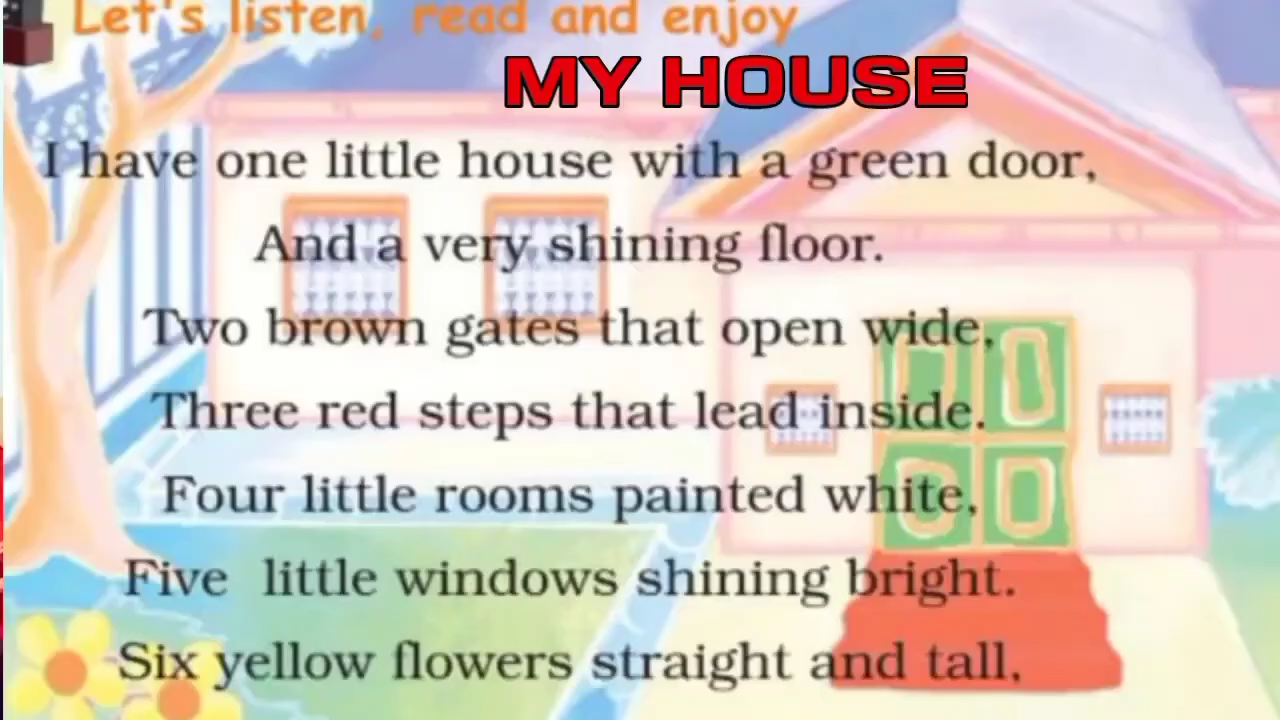 Let's listen, read and enjoy
MY HOUSE
I have one little house with a green door,
And a very shining floor.
Two brown gates that open wide,
Three red steps that lead inside.
Four little rooms painted white,
Five little windows shining bright.
Six yellow flowers straight and tall,